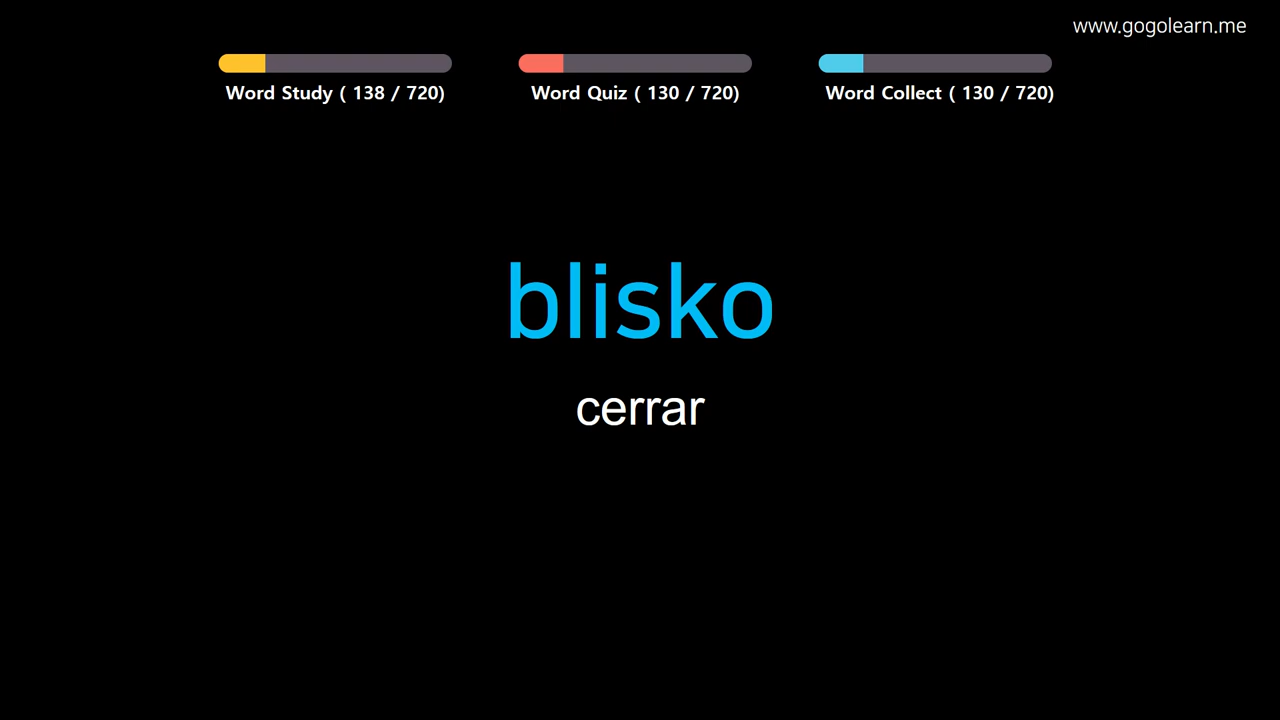 www.gogolearn.me
Word Study ( 138 / 720)
Word Quiz ( 130 / 720)
Word Collect ( 130 / 720)
blisko
cerrar